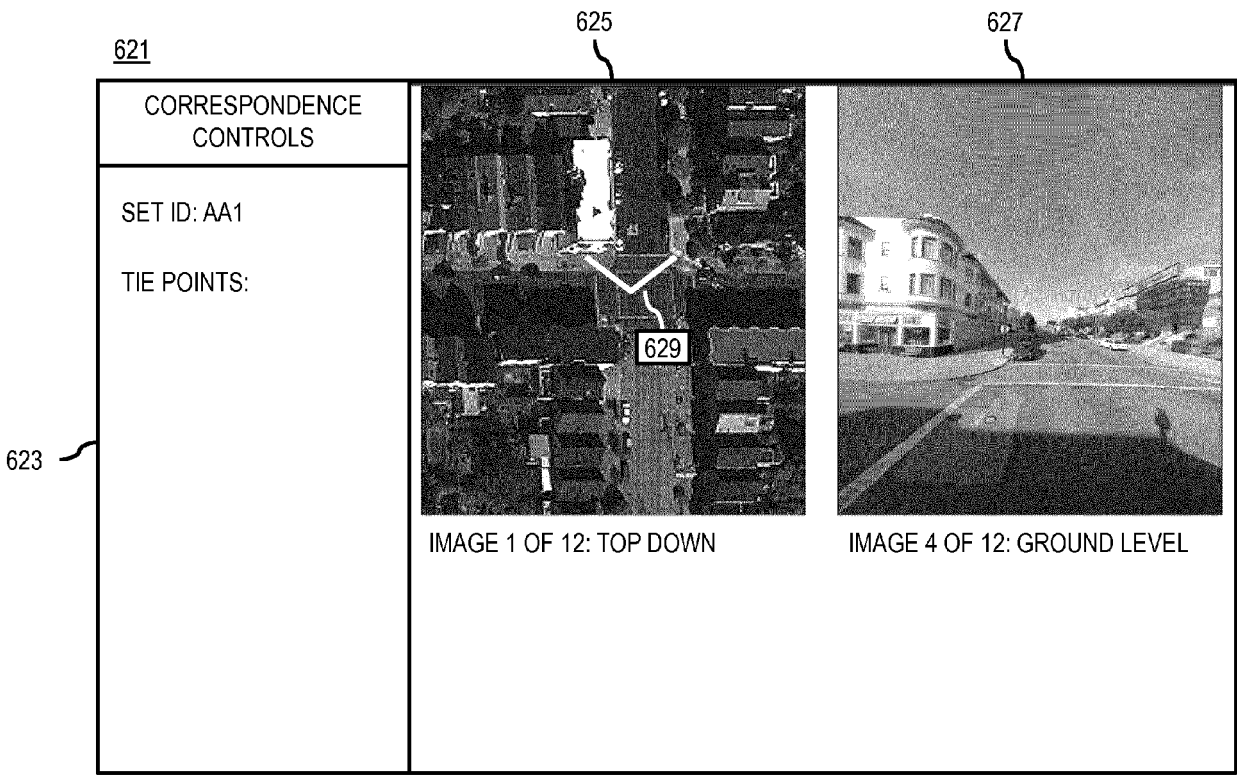 625
627
621
CORRESPONDENCE
CONTROLS
SET ID: AA1
TIE POINTS:
629
623
IMAGE 1 OF 12: TOP DOWN
IMAGE 4 OF 12: GROUND LEVEL